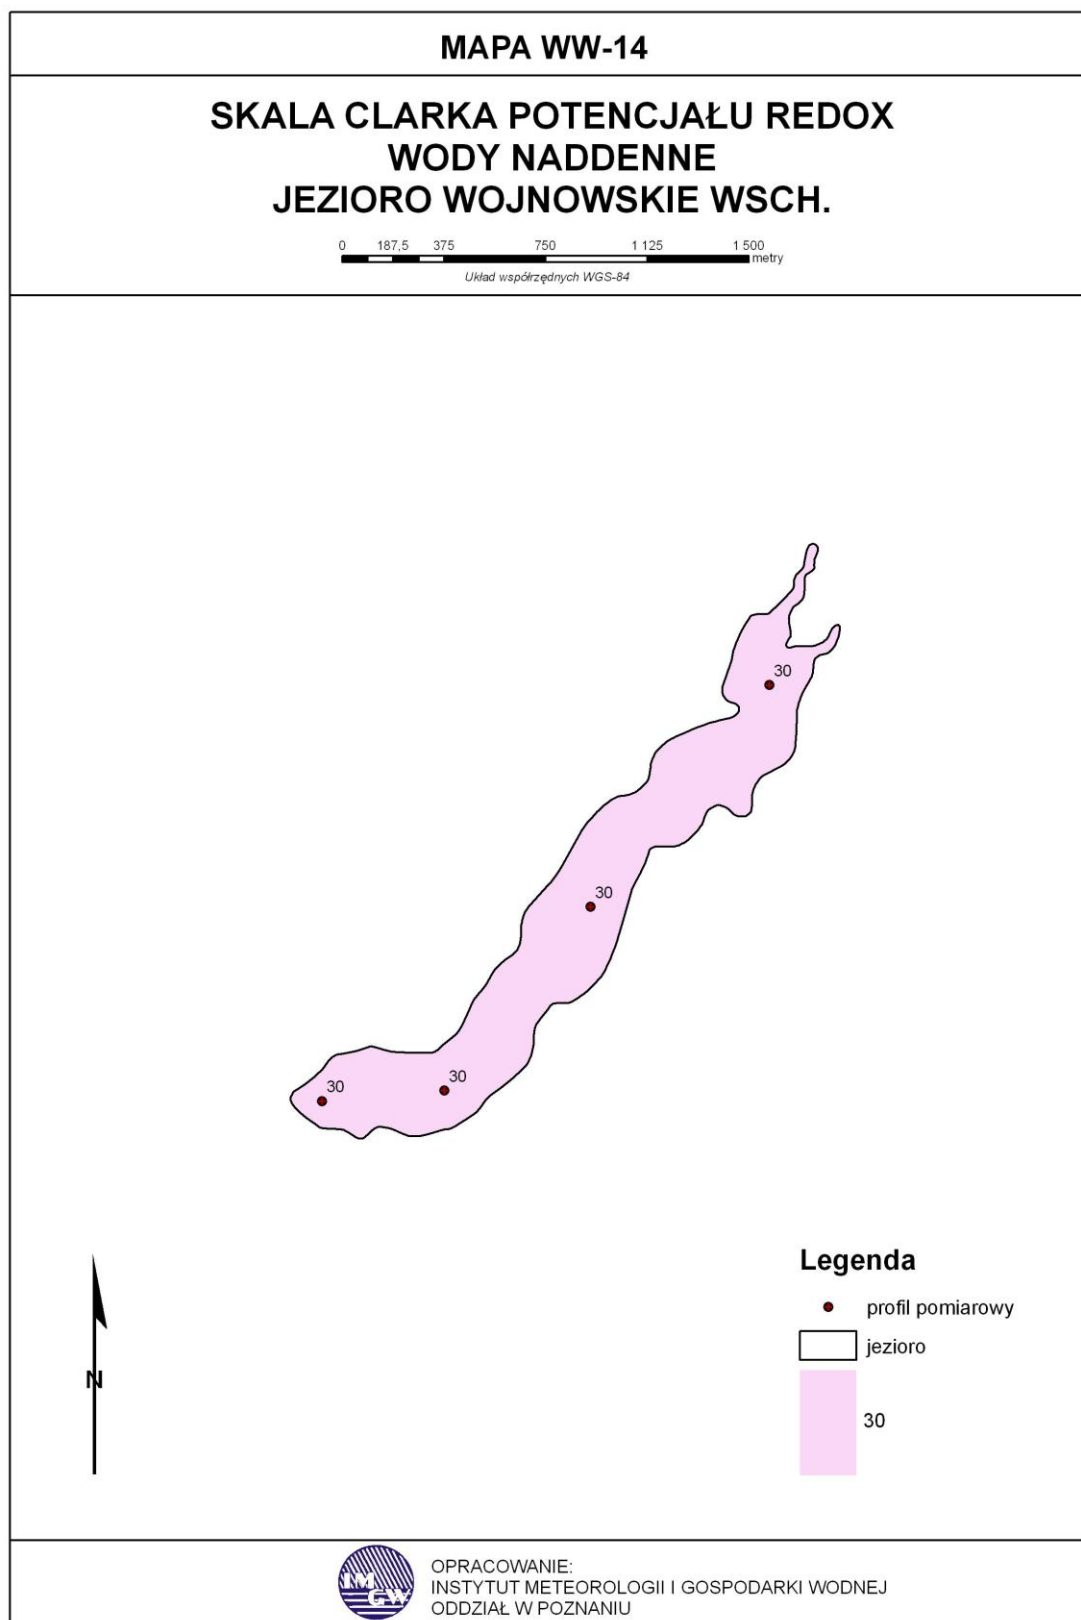 MAPA WW-14
SKALA CLARKA POTENCJAŁU REDOX
WODY NADDENNE
JEZIORO WOJNOWSKIE WSCH.
0 187,5 375 750 1 125 1 500
metry
Układ współrzędnych WGS-84
30
30
30
30
Legenda
profil pomiarowy
jezioro
30
N
IM
GW
OPRACOWANIE:
INSTYTUT METEOROLOGII I GOSPODARKI WODNEJ
ODDZIAŁ W POZNANIU